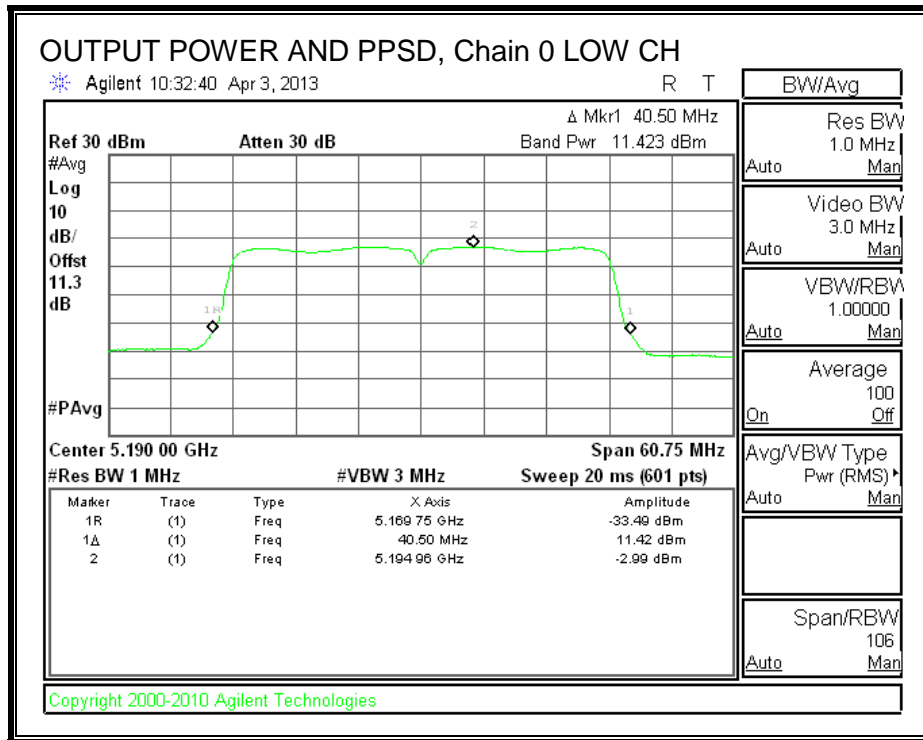 OUTPUT POWER AND PPSD, Chain 0 LOW CH
Agilent 10:32:40 Apr 3, 2013 R T
Δ Mkr1 40.50 MHz
Ref 30 dBm Atten 30 dB Band Pwr 11.423 dBm
#Avg
Log
10
dB/
Offst
11.3
dB
#PAvg
1R
2
1
Center 5.190 00 GHz Span 60.75 MHz
#Res BW 1 MHz #VBW 3 MHz Sweep 20 ms (601 pts)
Marker Trace Type X Axis Amplitude
1R (1) Freq 5.169 75 GHz -33.49 dBm
1Δ (1) Freq 40.50 MHz 11.42 dBm
2 (1) Freq 5.194 96 GHz -2.99 dBm
BW/Avg
Res BW
1.0 MHz
Auto Man
Video BW
3.0 MHz
Auto Man
VBW/RBW
1.00000
Auto Man
Average
100
On Off
Avg/VBW Type
Pwr (RMS)
Auto Man
Span/RBW
106
Auto Man
Copyright 2000-2010 Agilent Technologies